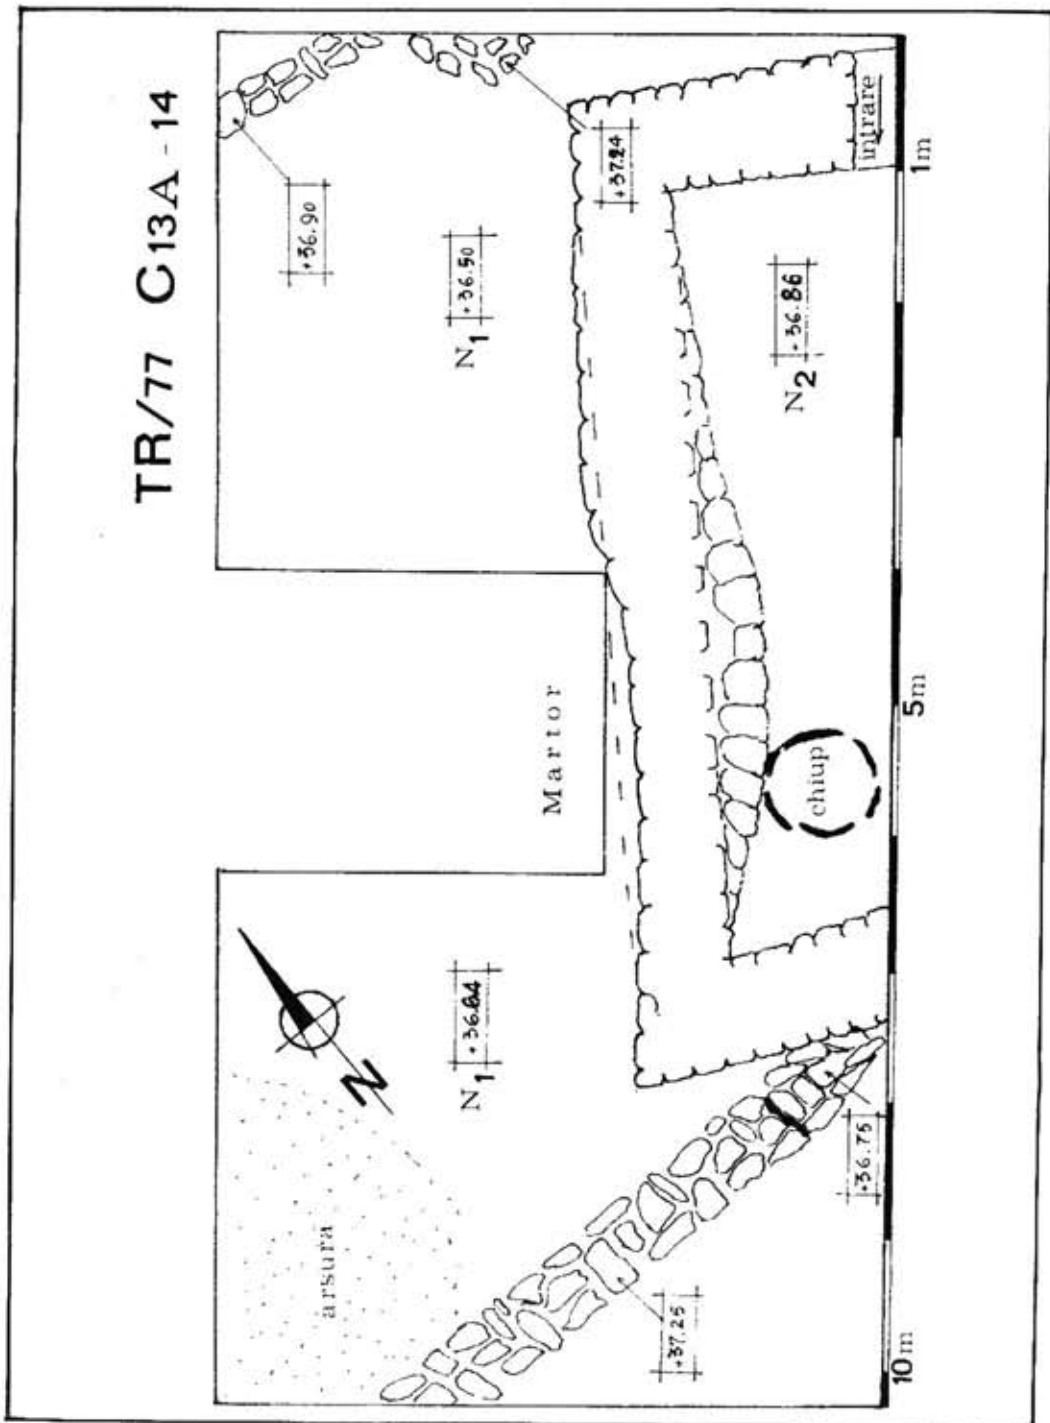 TR/77 C13A-14
+36.90
+37.24
intrare
1m
N1 +36.50
N2 +36.86
Martor
5m
chiup
N
N1 +36.64
arsura
+36.75
+37.25
10m